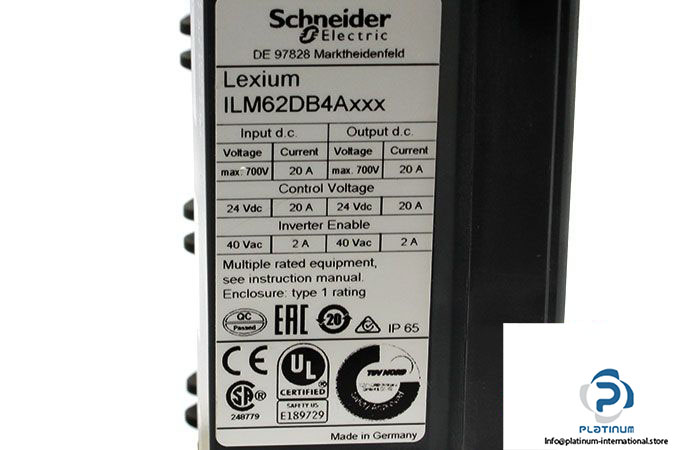 Schneider
Electric
DE 97828 Marktheidenfeld
Lexium
ILM62DB4Axxx
Input d.c. Output d.c.
Voltage Current Voltage Current
max. 700V 20 A max. 700V 20 A
Control Voltage
24 Vdc 20 A 24 Vdc 20 A
Inverter Enable
40 Vac 2 A 40 Vac 2 A
Multiple rated equipment,
see instruction manual.
Enclosure: type 1 rating
QC
Passed
EAC
20
IP 65
CE
UL
CERTIFIED
SAFETY US
E189729
248779
TÜV NORD
Made in Germany
PLATINUM
Info@platinum-international.store